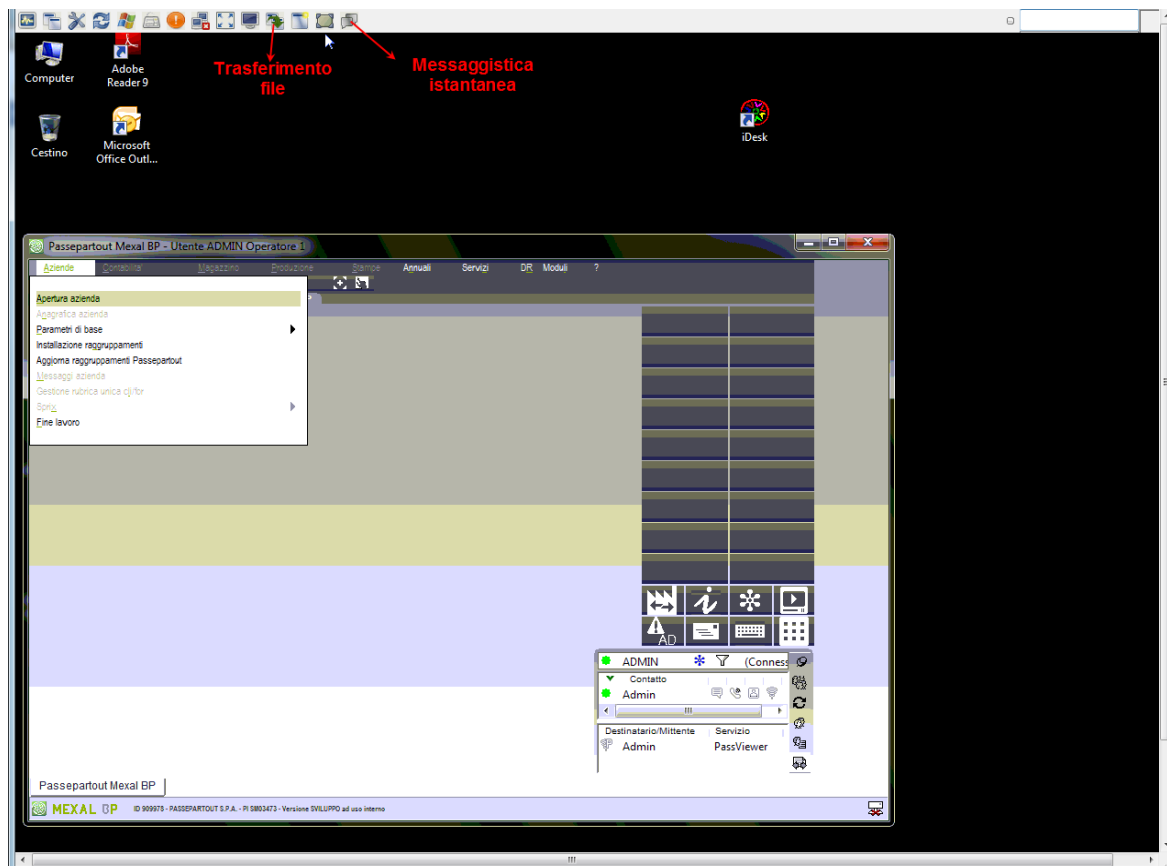 Trasferimento
file
Messaggistica
istantanea
Computer
Adobe
Reader 9
Cestino
Microsoft
Office Outl...
iDesk
Passepartout Mexal BP - Utente ADMIN Operatore 1
Aziende Contabilita' Magazzino Produzione Stampe Annuali Servizi DR Moduli ?
Apertura azienda
Anagrafica azienda
Parametri di base
Installazione raggruppamenti
Aggiorna raggruppamenti Passepartout
Messaggi azienda
Gestione rubrica unica cli/for
Sprix
Fine lavoro
AD
ADMIN (Conness
Contatto
Admin
Destinatario/Mittente Servizio
Admin PassViewer
Passepartout Mexal BP
MEXAL BP ID 909978 - PASSEPARTOUT S.P.A. - PI SM03473 - Versione SVILUPPO ad uso interno